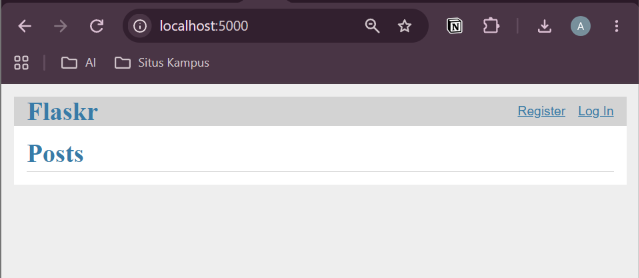 localhost:5000
A
AI Situs Kampus
Flaskr Register Log In
Posts